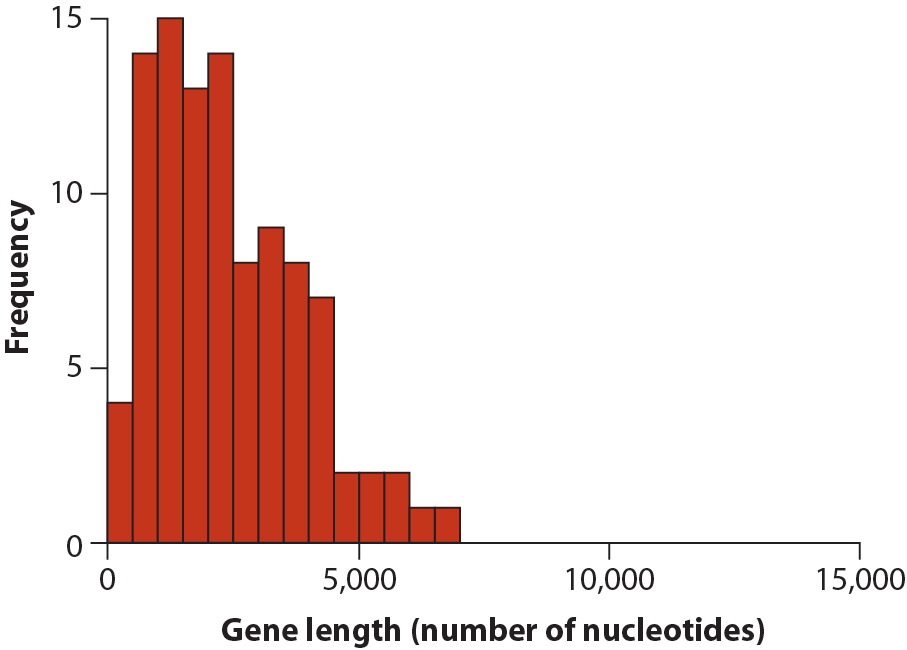 15
10
5
0
Frequency
0 5,000 10,000 15,000
Gene length (number of nucleotides)